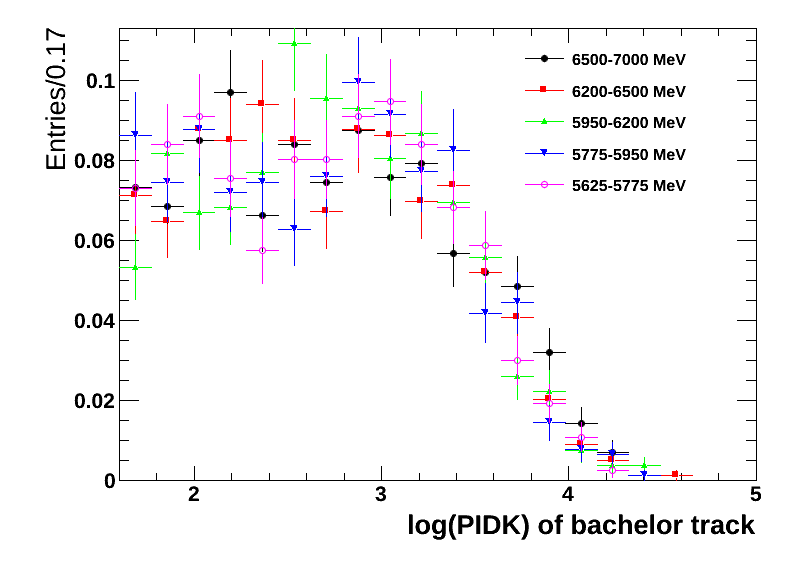 Entries/0.17
0.1
0.08
0.06
0.04
0.02
0
2
3
4
5
log(PIDK) of bachelor track
6500-7000 MeV
6200-6500 MeV
5950-6200 MeV
5775-5950 MeV
5625-5775 MeV